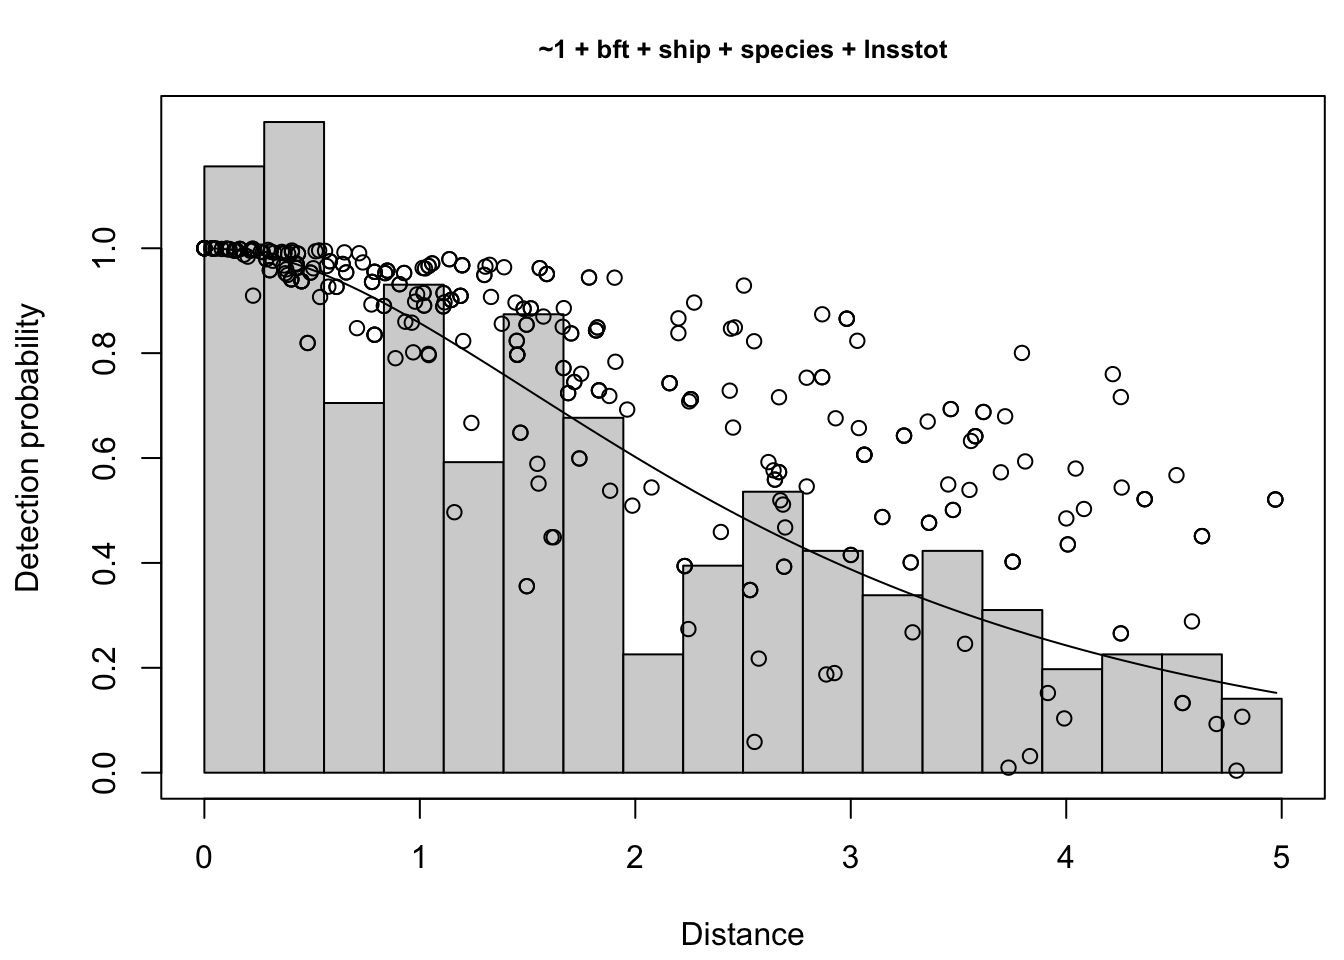 ~1 + bft + ship + species + lnsstot
Detection probability
1.0
0.8
0.6
0.4
0.2
0.0
0 1 2 3 4 5
Distance